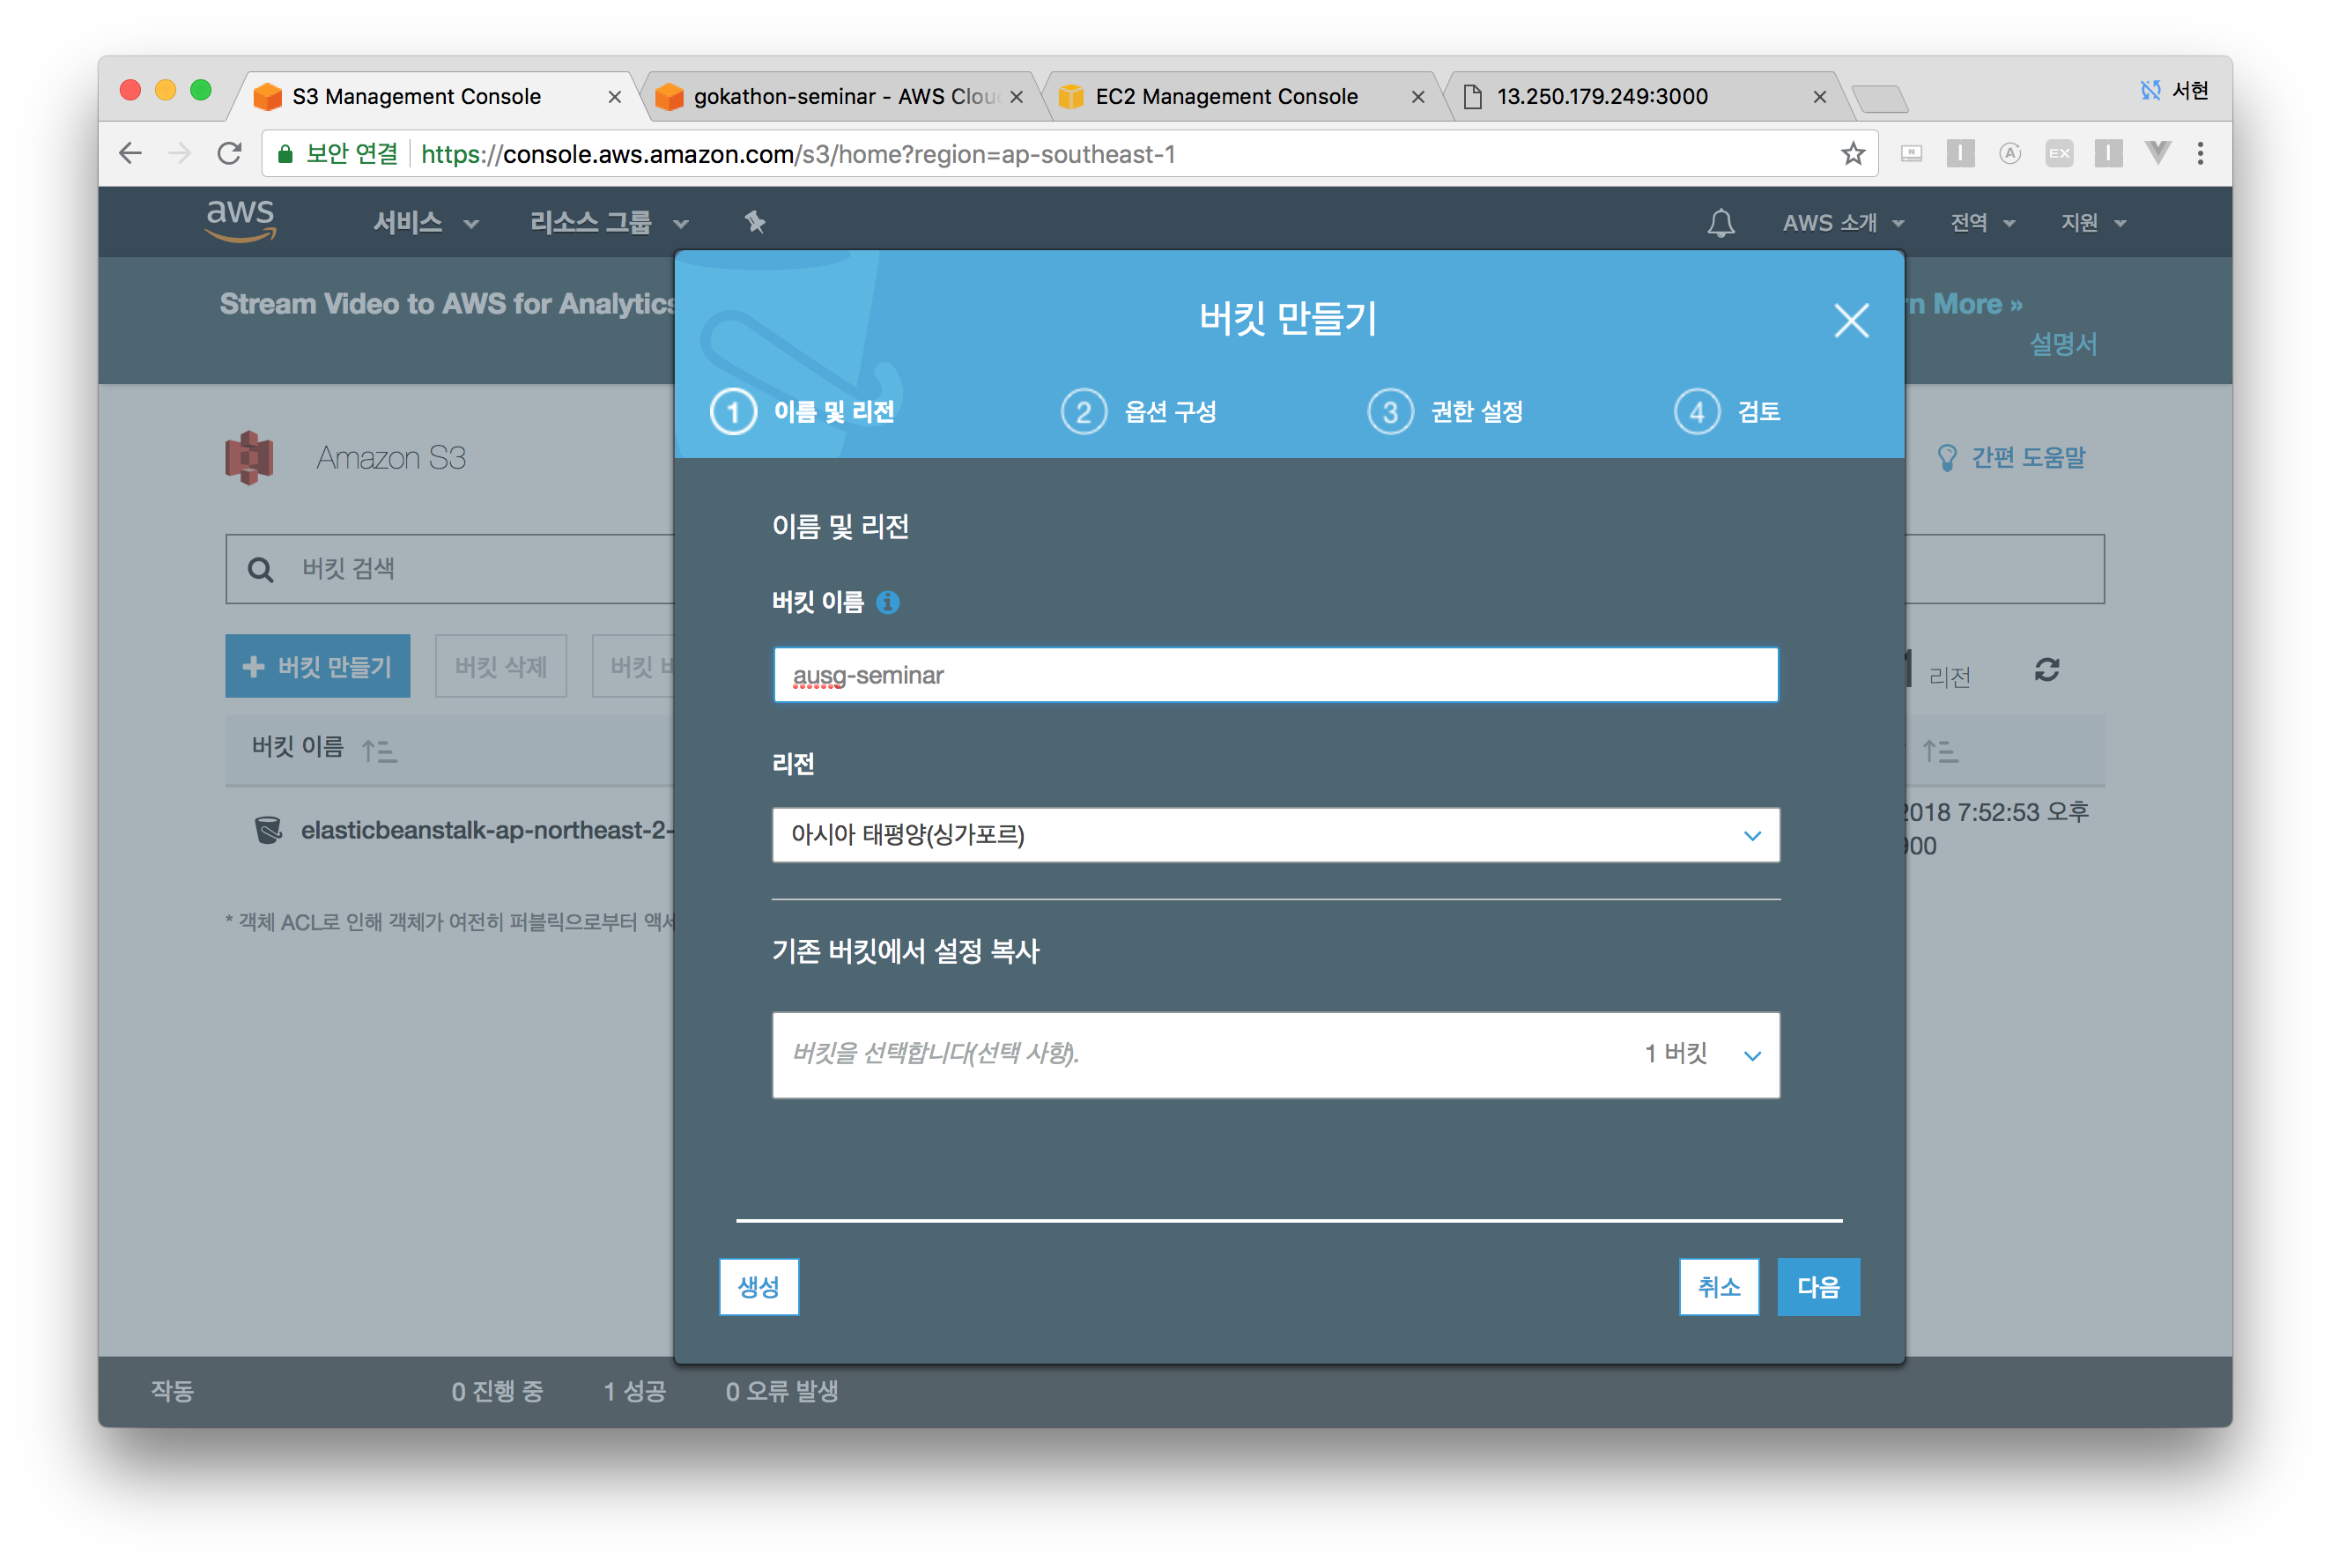 S3 Management Console
gokathon-seminar - AWS Clou
EC2 Management Console
13.250.179.249:3000
서현
보안 연결
https://console.aws.amazon.com/s3/home?region=ap-southeast-1
aws
서비스
리소스 그룹
AWS 소개
전역
지원
Stream Video to AWS for Analytics
n More »
설명서
버킷 만들기
1 이름 및 리전
2 옵션 구성
3 권한 설정
4 검토
Amazon S3
간편 도움말
버킷 검색
이름 및 리전
버킷 이름
ausg-seminar
버킷 만들기
버킷 삭제
버킷
1 리전
버킷 이름
리전
아시아 태평양(싱가포르)
elasticbeanstalk-ap-northeast-2-
2018 7:52:53 오후
900
* 객체 ACL로 인해 객체가 여전히 퍼블릭으로부터 액세
기존 버킷에서 설정 복사
버킷을 선택합니다(선택 사항).
1 버킷
생성
취소
다음
작동
0 진행 중
1 성공
0 오류 발생